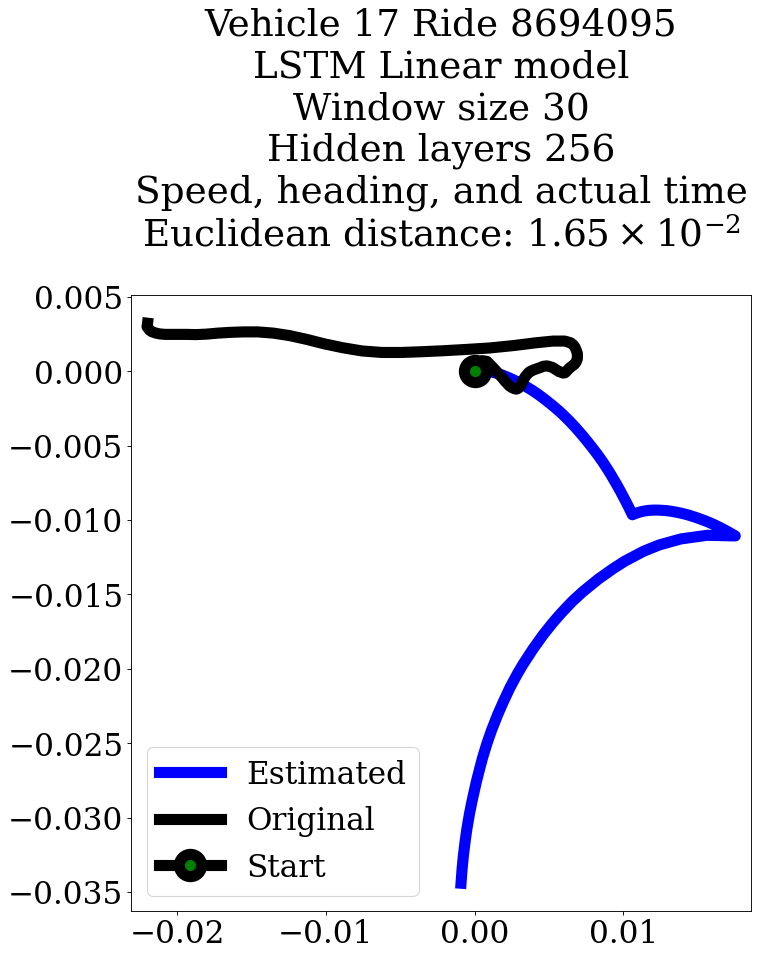 Vehicle 17 Ride 8694095
LSTM Linear model
Window size 30
Hidden layers 256
Speed, heading, and actual time
Euclidean distance: 1.65 × 10⁻²
0.005
0.000
−0.005
−0.010
−0.015
−0.020
−0.025
−0.030
−0.035
Estimated
Original
Start
−0.02 −0.01 0.00 0.01